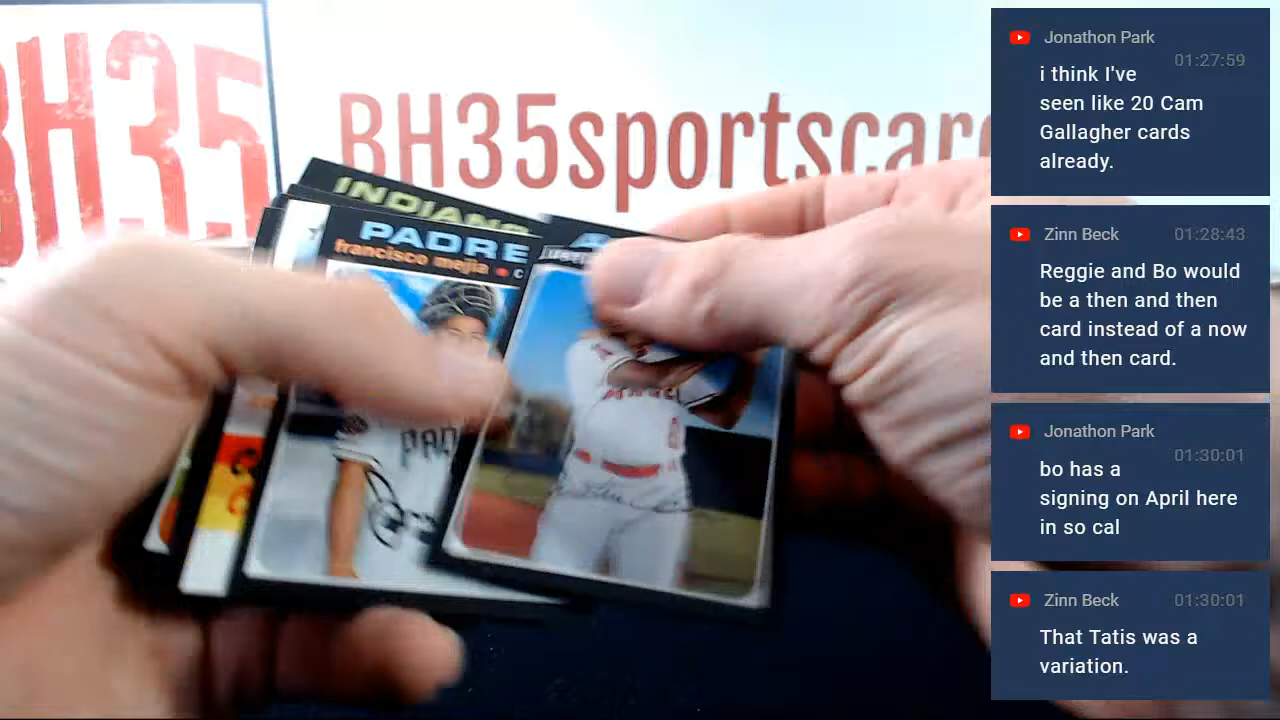 BH35
BH35sportscar
INDIANS
PADRE
francisco mejia • c
PAD
Jonathon Park
01:27:59
i think I've
seen like 20 Cam
Gallagher cards
already.
Zinn Beck
01:28:43
Reggie and Bo would
be a then and then
card instead of a now
and then card.
Jonathon Park
01:30:01
bo has a
signing on April here
in so cal
Zinn Beck
01:30:01
That Tatis was a
variation.